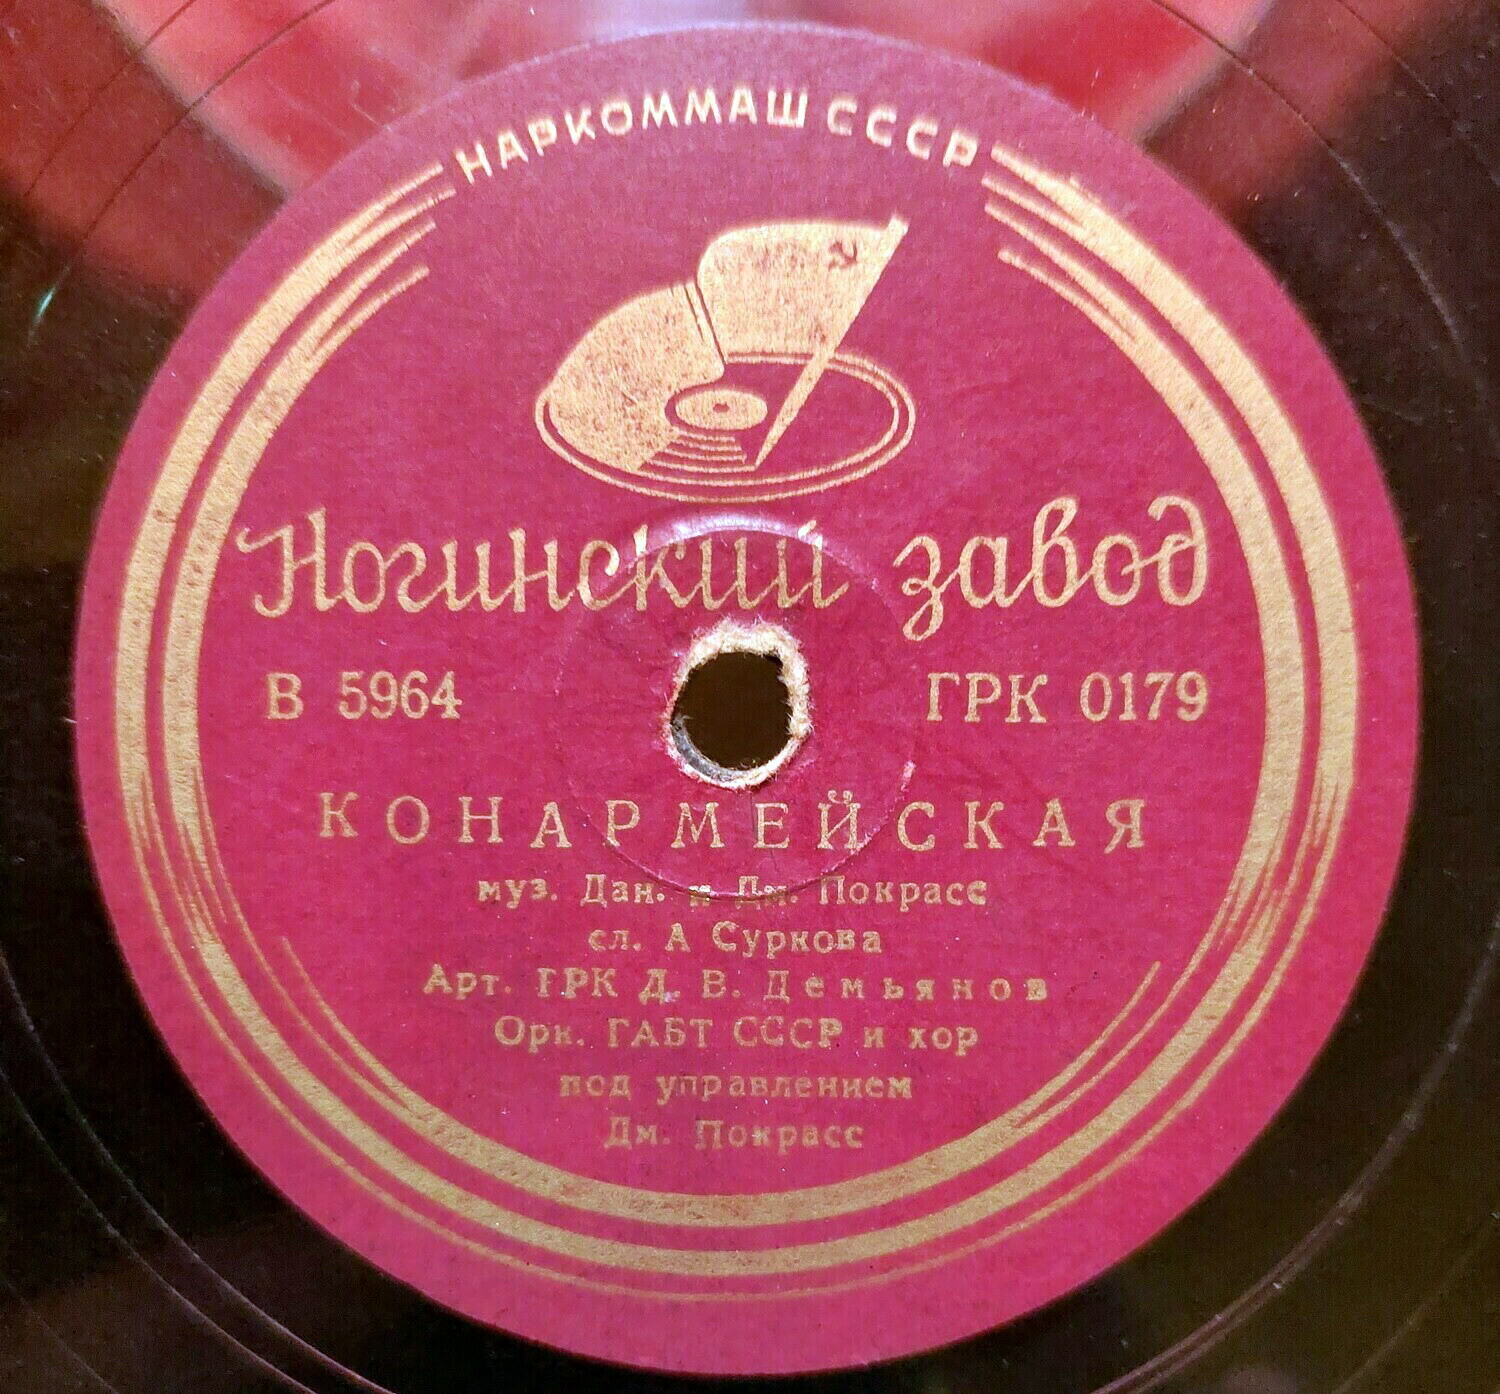 НАРКОММАШ СССР
Ногинский завод
В 5964 ГРК 0179
КОНАРМЕЙСКАЯ
муз. Дан. и Дм. Покрасс
сл. А Суркова
Арт. ГРК Д. В. Демьянов
Орк. ГАБТ СССР и хор
под управлением
Дм. Покрасс